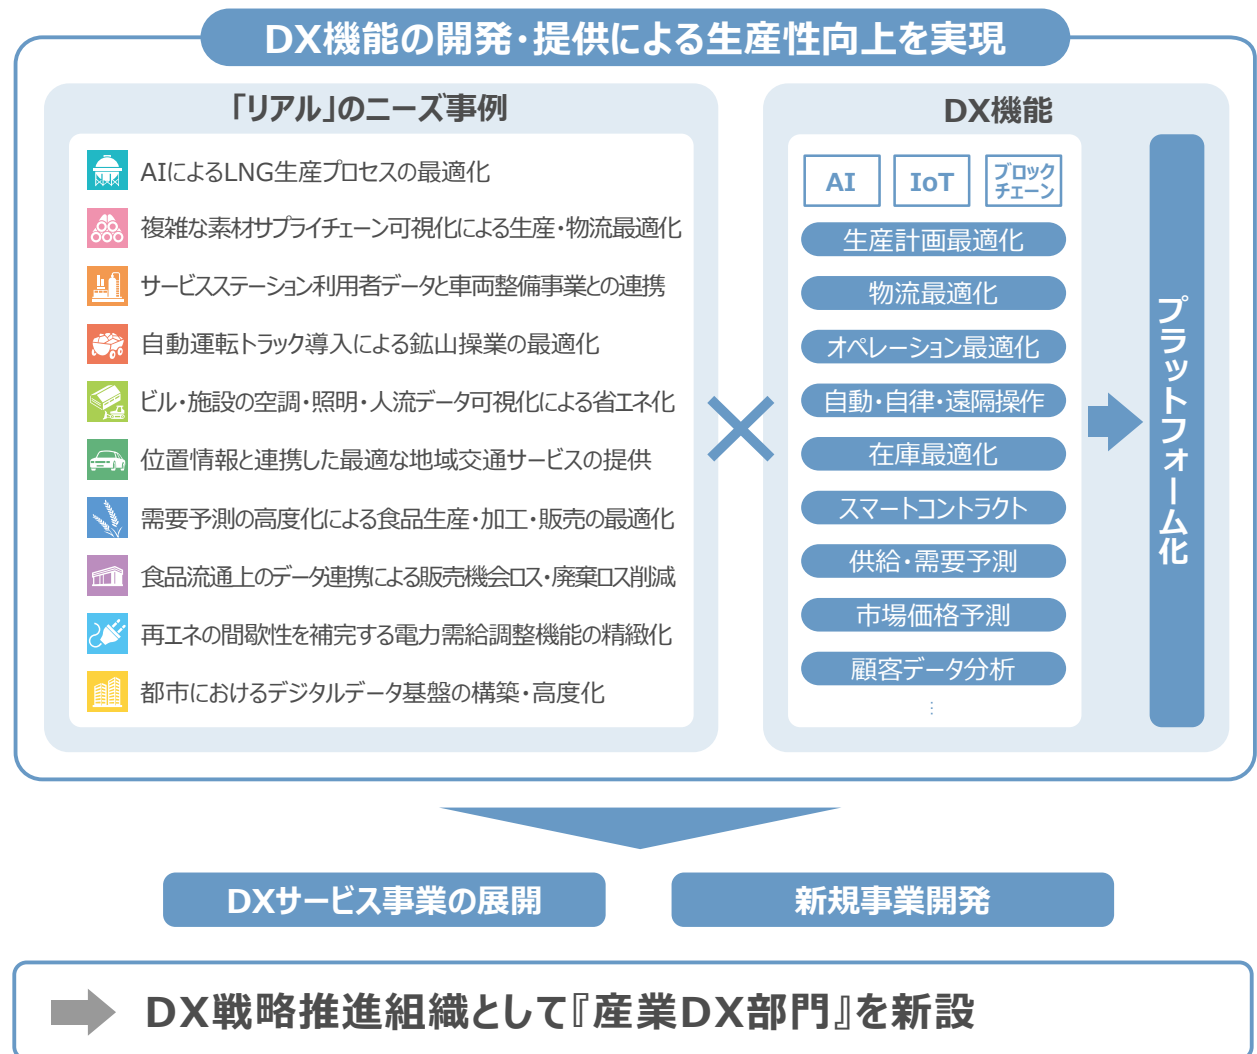 DX機能の開発・提供による生産性向上を実現
「リアル」のニーズ事例
AIによるLNG生産プロセスの最適化
複雑な素材サプライチェーン可視化による生産・物流最適化
サービスステーション利用者データと車両整備事業との連携
自動運転トラック導入による鉱山操業の最適化
ビル・施設の空調・照明・人流データ可視化による省エネ化
位置情報と連携した最適な地域交通サービスの提供
需要予測の高度化による食品生産・加工・販売の最適化
食品流通上のデータ連携による販売機会ロス・廃棄ロス削減
再エネの間歇性を補完する電力需給調整機能の精緻化
都市におけるデジタルデータ基盤の構築・高度化
×
DX機能
AI
IoT
ブロック
チェーン
生産計画最適化
物流最適化
オペレーション最適化
自動・自律・遠隔操作
在庫最適化
スマートコントラクト
供給・需要予測
市場価格予測
顧客データ分析
⋮
プラットフォーム化
DXサービス事業の展開
新規事業開発
DX戦略推進組織として『産業DX部門』を新設